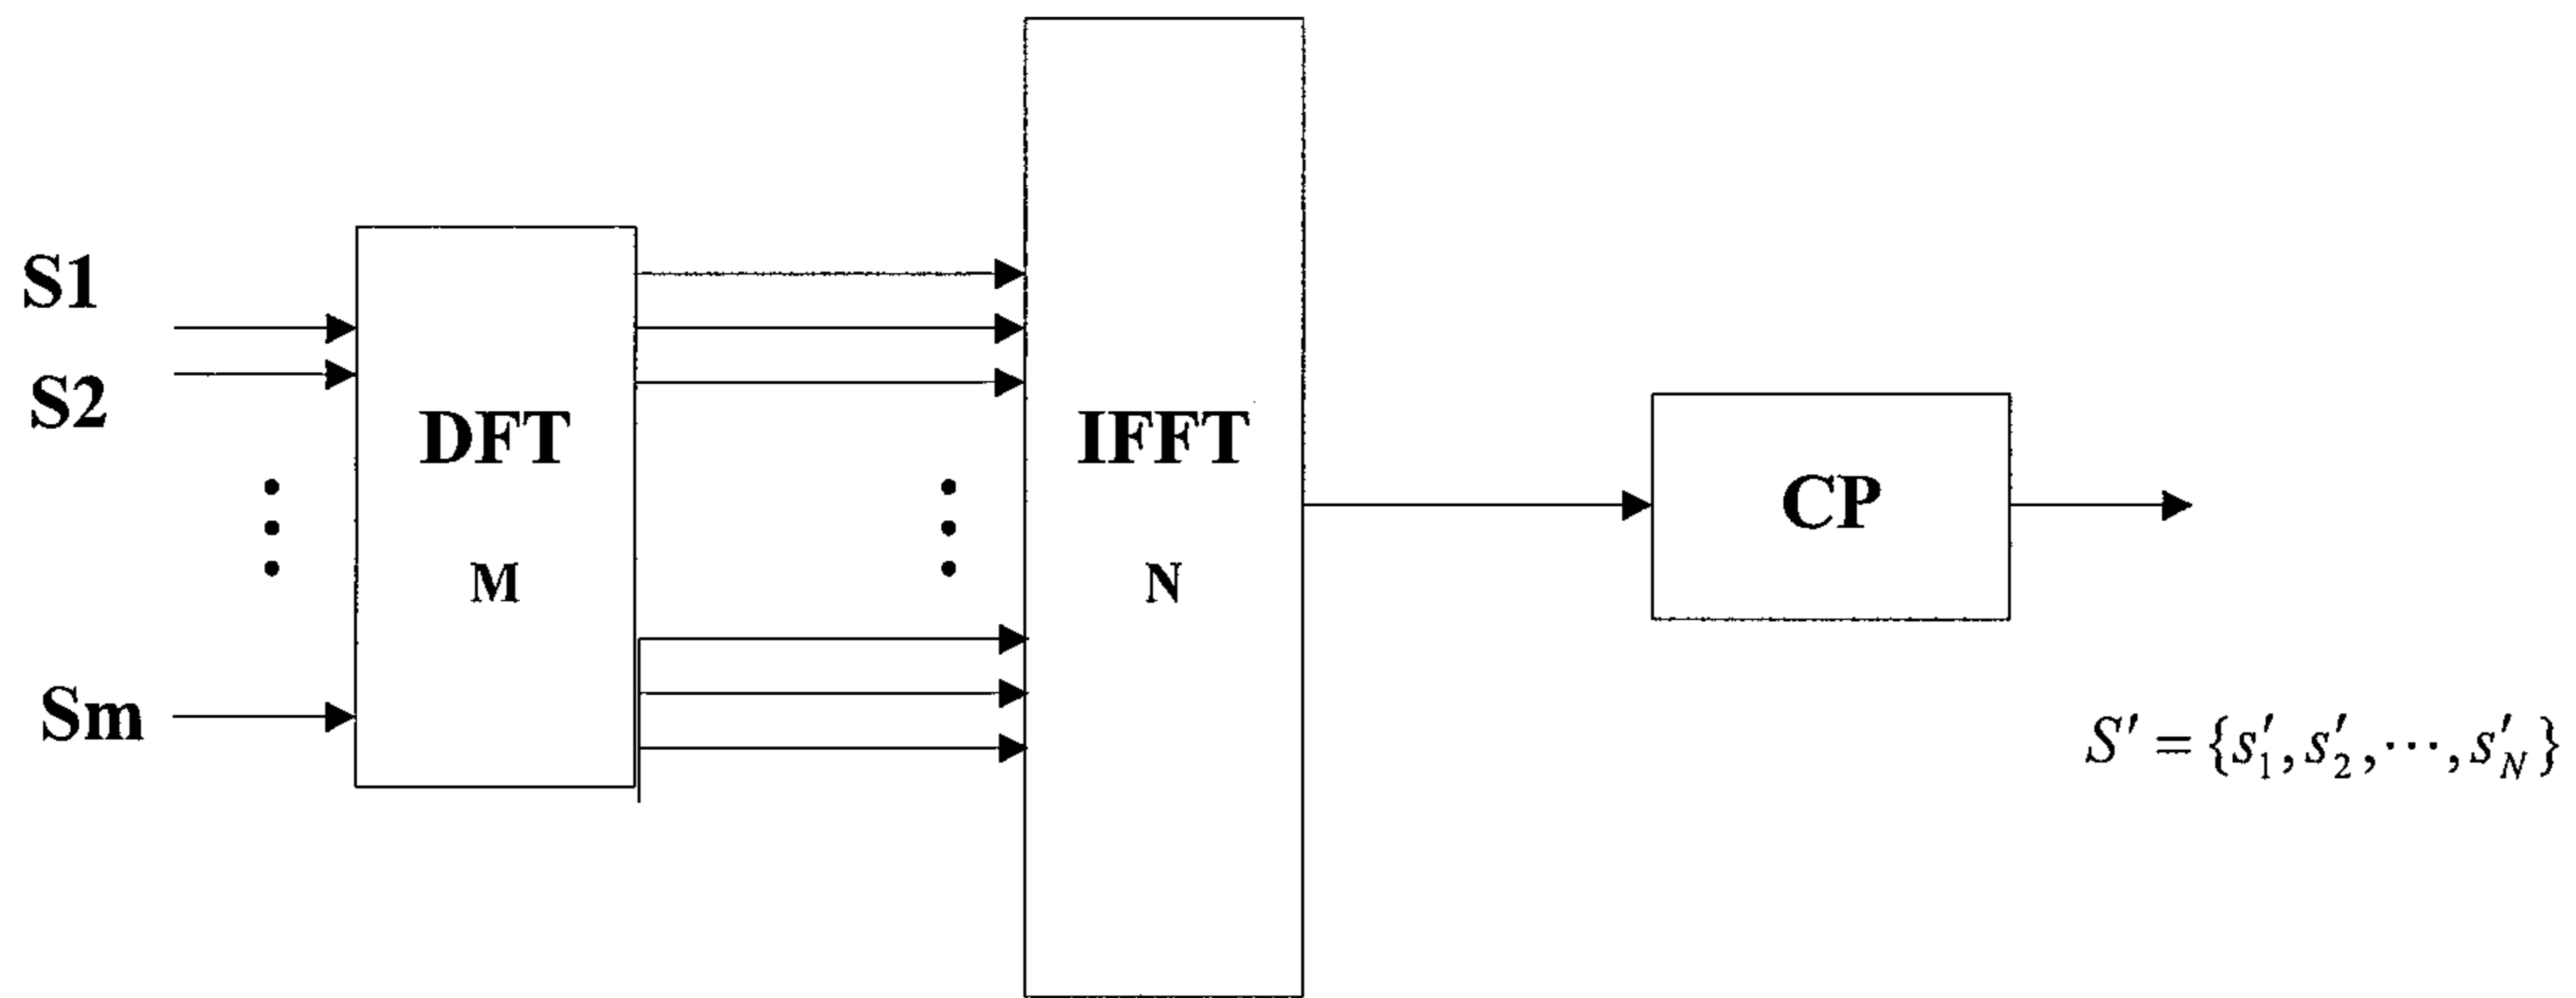 S1
S2
Sm
DFT
M
IFFT
N
CP
S' = {s'₁, s'₂, ⋯, s'_N}